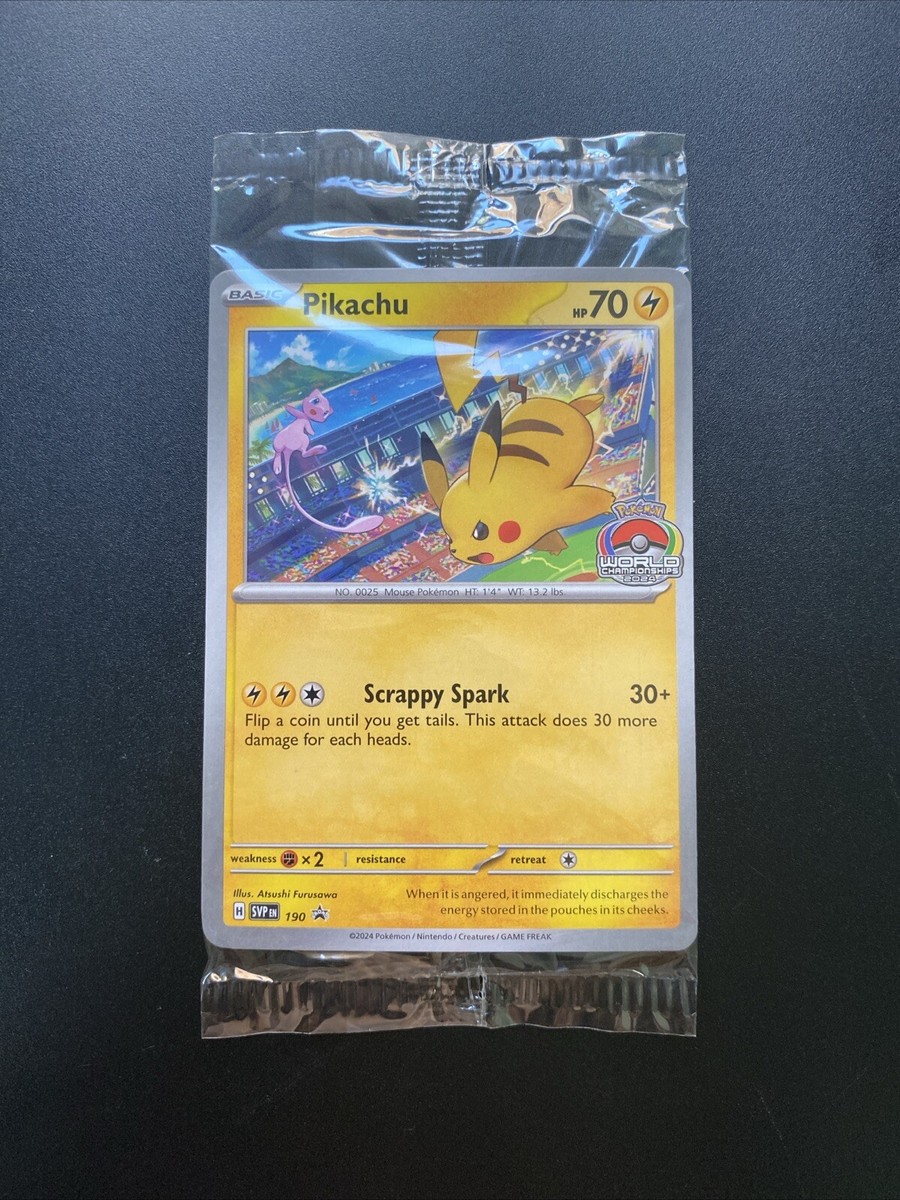 BASIC Pikachu HP 70
Pokémon
WORLD
CHAMPIONSHIPS
2024
NO. 0025 Mouse Pokémon HT: 1'4" WT: 13.2 lbs.
Scrappy Spark 30+
Flip a coin until you get tails. This attack does 30 more
damage for each heads.
weakness ×2 resistance retreat
Illus. Atsushi Furusawa
When it is angered, it immediately discharges the
energy stored in the pouches in its cheeks.
H SVP EN 190
©2024 Pokémon / Nintendo / Creatures / GAME FREAK